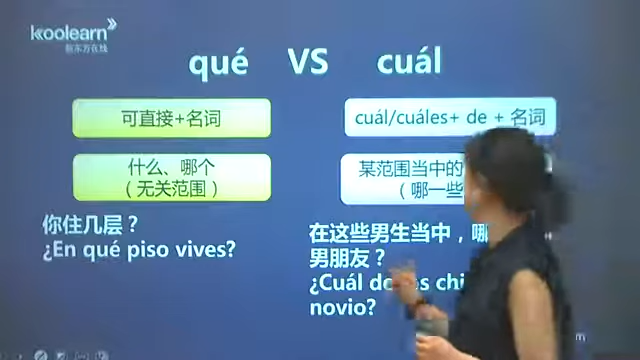 koolearn
新东方在线
qué VS cuál
可直接+名词
cuál/cuáles+ de + 名词
什么、哪个
（无关范围）
某范围当中的
（哪一些
你住几层？
¿En qué piso vives?
在这些男生当中，哪
男朋友？
¿Cuál de
novio?